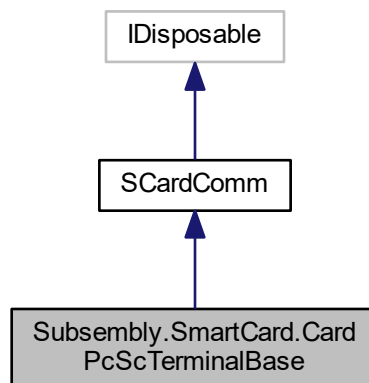 IDisposable
SCardComm
Subsembly.SmartCard.Card
PcScTerminalBase